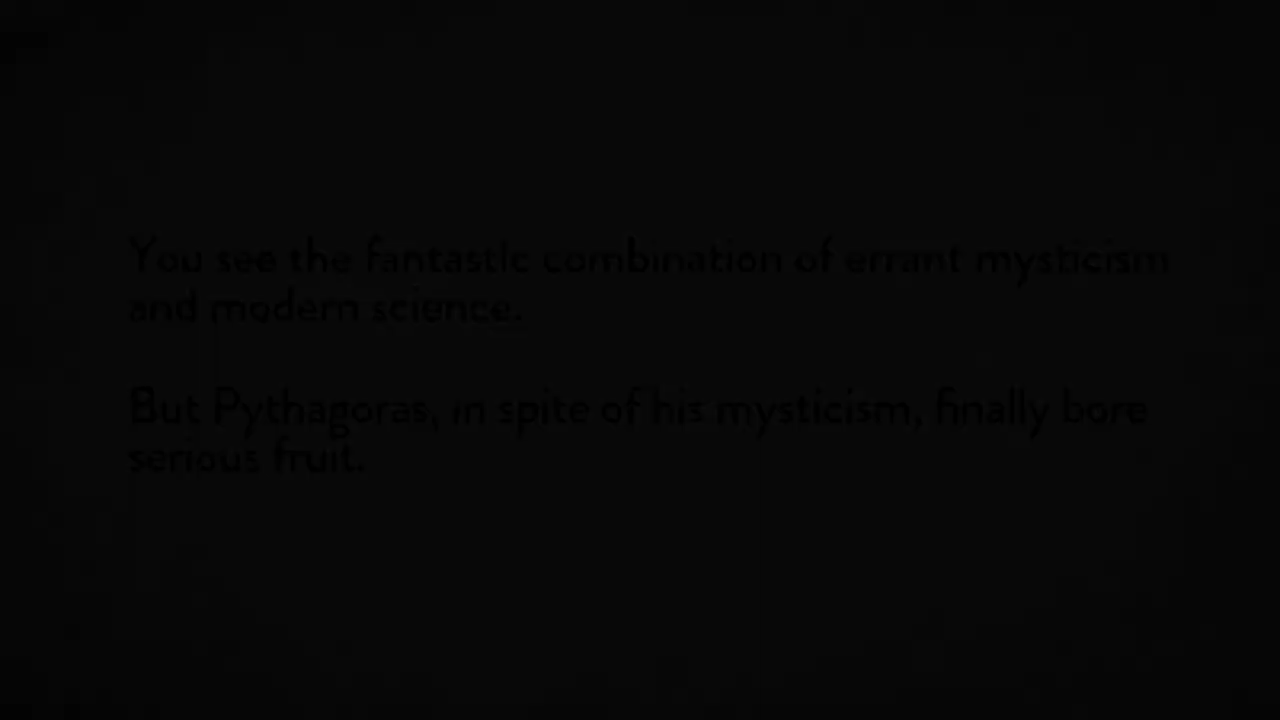 You see the fantastic combination of errant mysticism
and modern science.
But Pythagoras, in spite of his mysticism, finally bore
serious fruit.